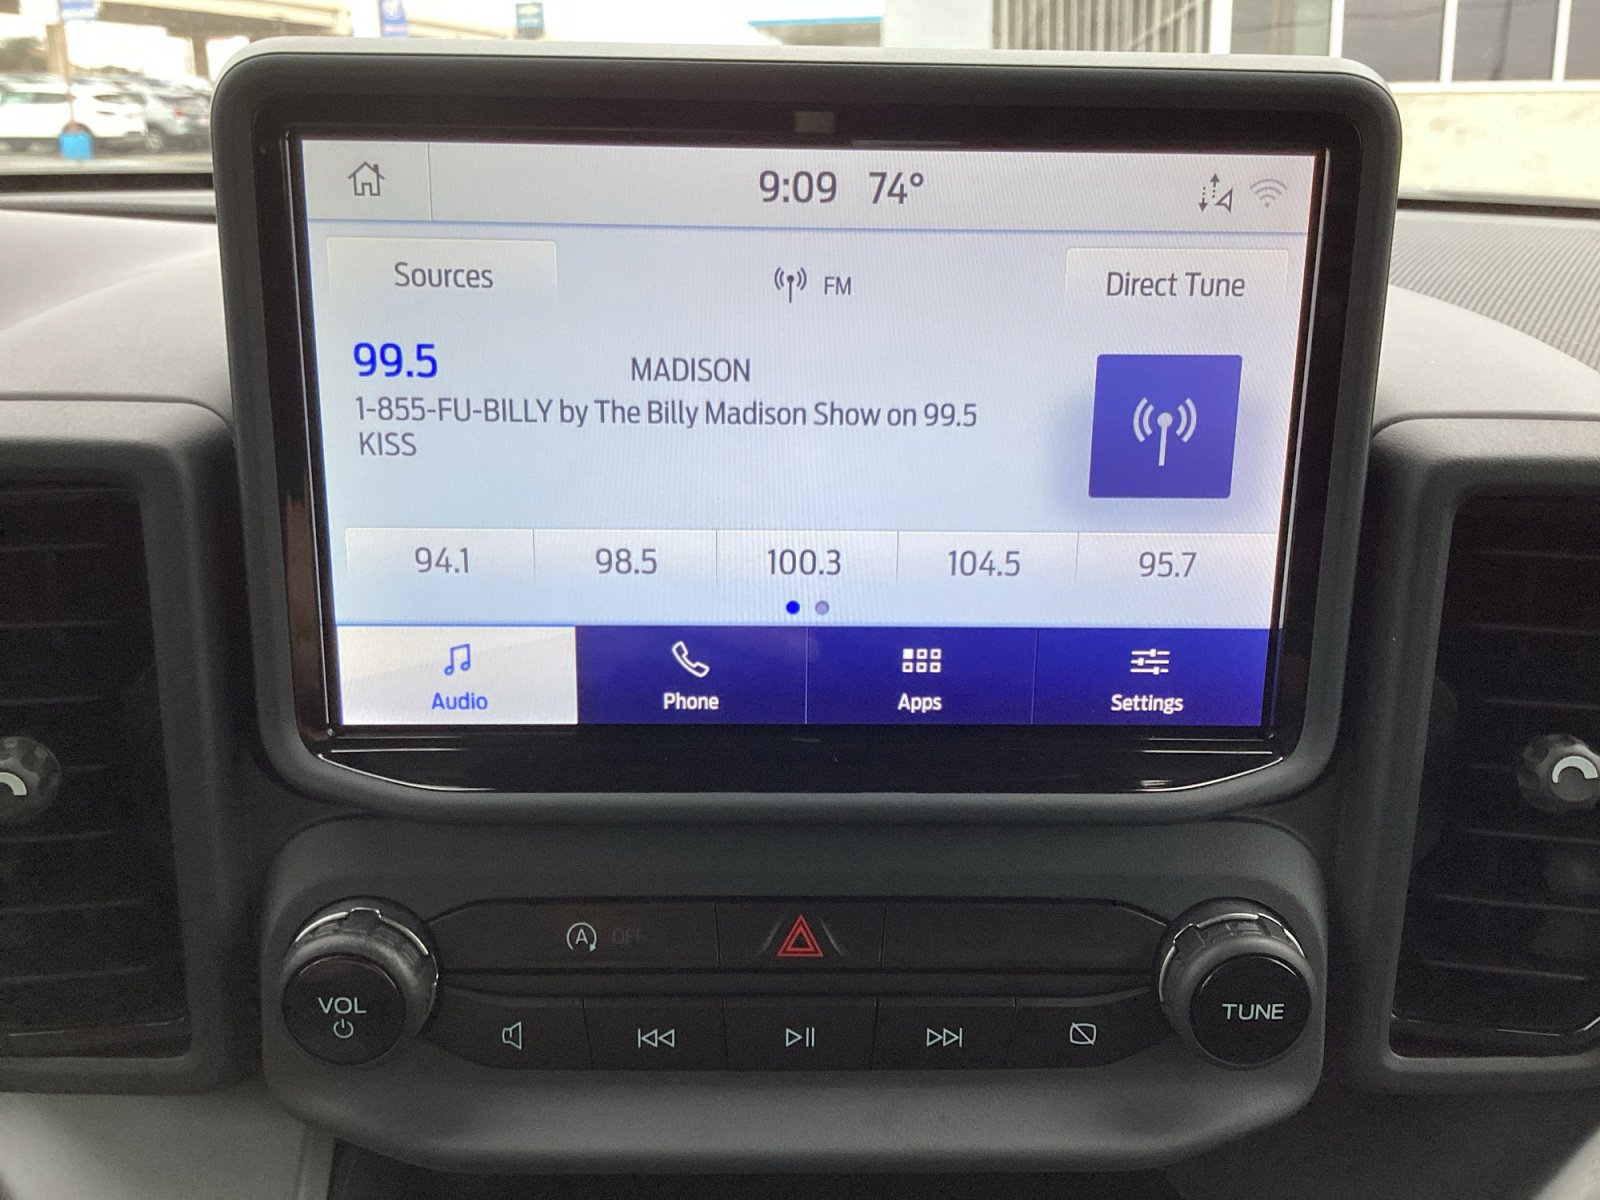 9:09 74°
Sources FM Direct Tune
99.5 MADISON
1-855-FU-BILLY by The Billy Madison Show on 99.5
KISS
94.1 98.5 100.3 104.5 95.7
Audio Phone Apps Settings
A OFF
VOL
TUNE